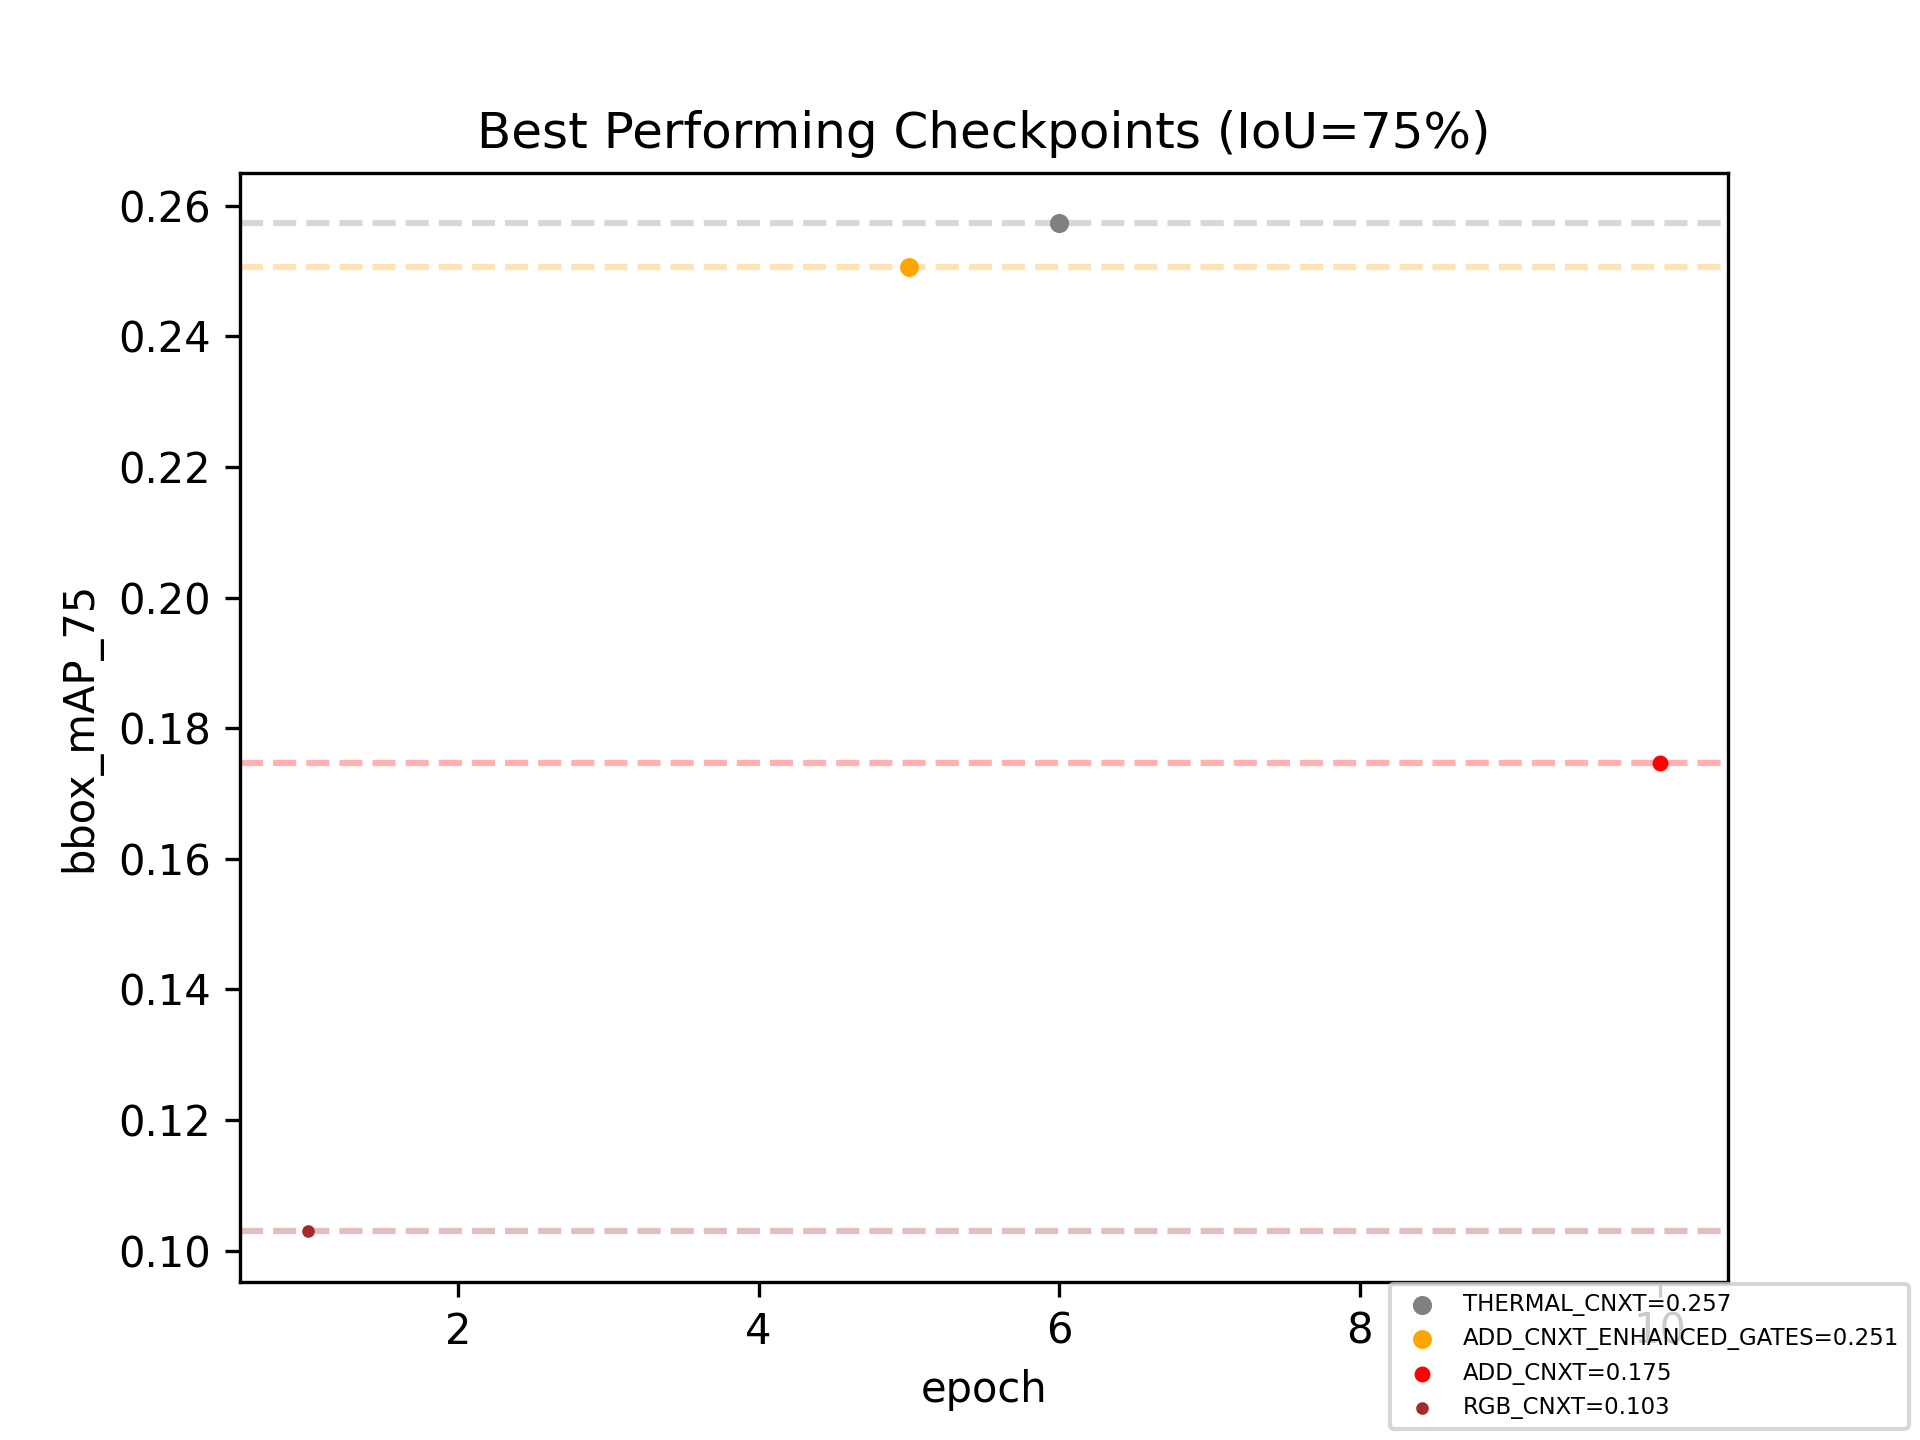 Best Performing Checkpoints (IoU=75%)
bbox_mAP_75
0.26
0.24
0.22
0.20
0.18
0.16
0.14
0.12
0.10
2
4
6
8
10
epoch
THERMAL_CNXT=0.257
ADD_CNXT_ENHANCED_GATES=0.251
ADD_CNXT=0.175
RGB_CNXT=0.103